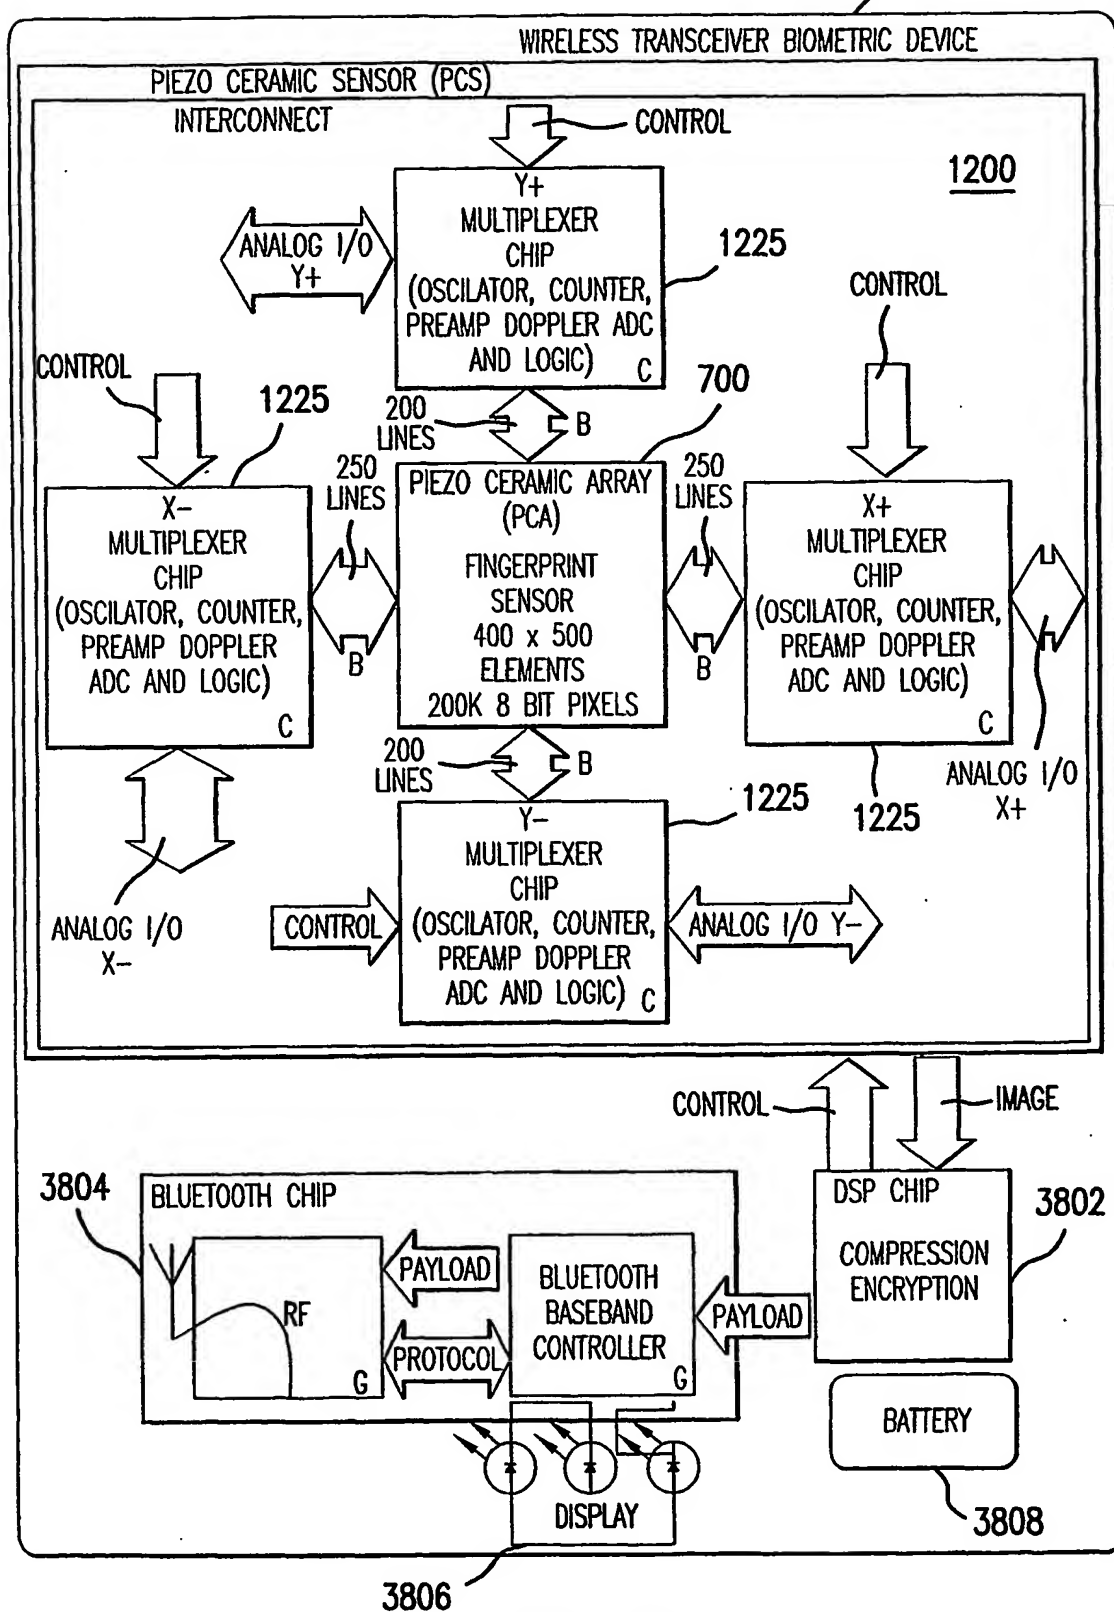 WIRELESS TRANSCEIVER BIOMETRIC DEVICE
PIEZO CERAMIC SENSOR (PCS)
INTERCONNECT
CONTROL
1200
Y+
MULTIPLEXER
CHIP
(OSCILATOR, COUNTER,
PREAMP DOPPLER ADC
AND LOGIC)
C
1225
ANALOG I/O
Y+
CONTROL
CONTROL
1225
200
LINES
B
700
250
LINES
B
X-
MULTIPLEXER
CHIP
(OSCILATOR, COUNTER,
PREAMP DOPPLER
ADC AND LOGIC)
C
PIEZO CERAMIC ARRAY
(PCA)
FINGERPRINT
SENSOR
400 x 500
ELEMENTS
200K 8 BIT PIXELS
250
LINES
B
X+
MULTIPLEXER
CHIP
(OSCILATOR, COUNTER,
PREAMP DOPPLER
ADC AND LOGIC)
C
1225
ANALOG I/O
X+
200
LINES
B
1225
ANALOG I/O
X-
CONTROL
Y-
MULTIPLEXER
CHIP
(OSCILATOR, COUNTER,
PREAMP DOPPLER
ADC AND LOGIC)
C
ANALOG I/O Y-
CONTROL
IMAGE
3804
BLUETOOTH CHIP
RF
G
PAYLOAD
PROTOCOL
BLUETOOTH
BASEBAND
CONTROLLER
G
PAYLOAD
DSP CHIP
COMPRESSION
ENCRYPTION
3802
BATTERY
3808
DISPLAY
3806